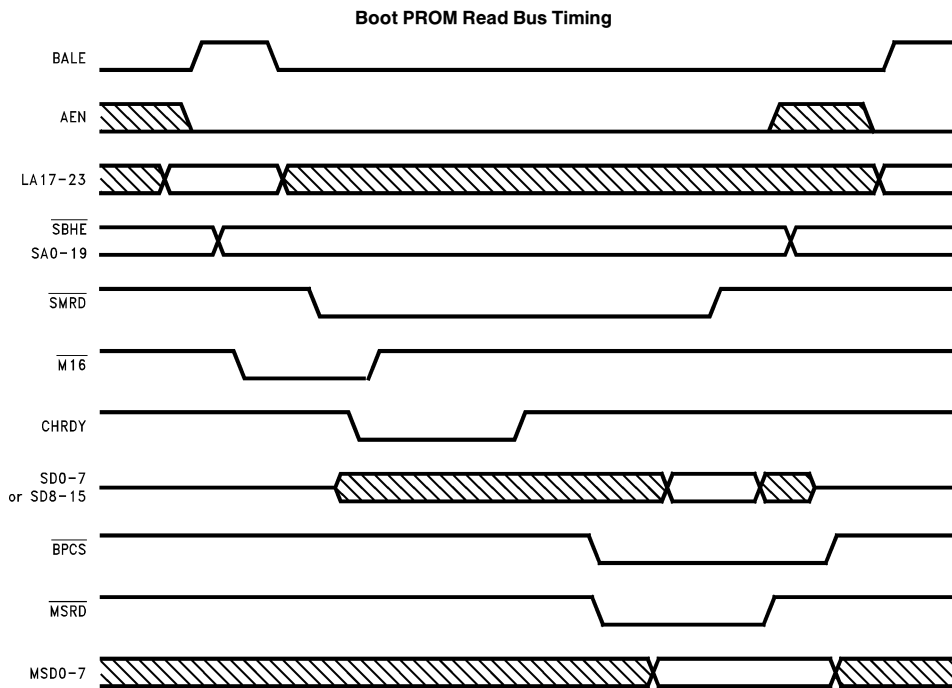 Boot PROM Read Bus Timing
BALE
AEN
LA17-23
SBHE
SA0-19
SMRD
M16
CHRDY
SD0-7
or SD8-15
BPCS
MSRD
MSD0-7